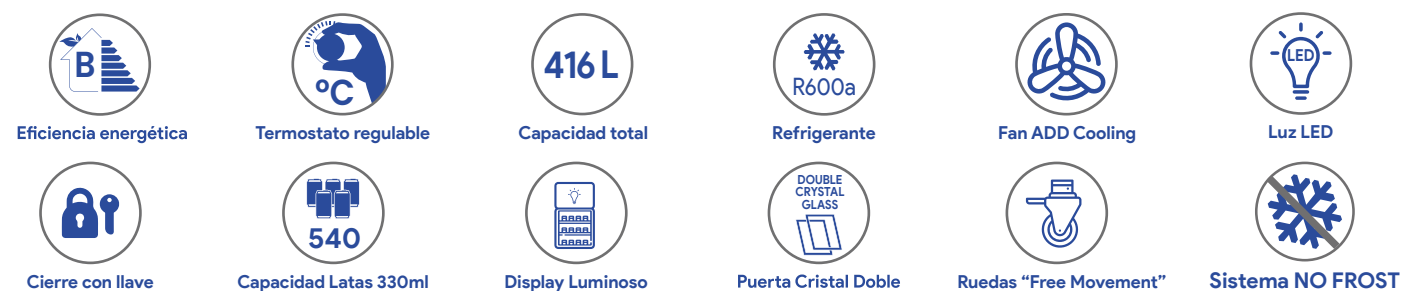 B
ºC
416 L
R600a
LED
Eficiencia energética
Termostato regulable
Capacidad total
Refrigerante
Fan ADD Cooling
Luz LED
540
DOUBLE
CRYSTAL
GLASS
Cierre con llave
Capacidad Latas 330ml
Display Luminoso
Puerta Cristal Doble
Ruedas “Free Movement”
Sistema NO FROST